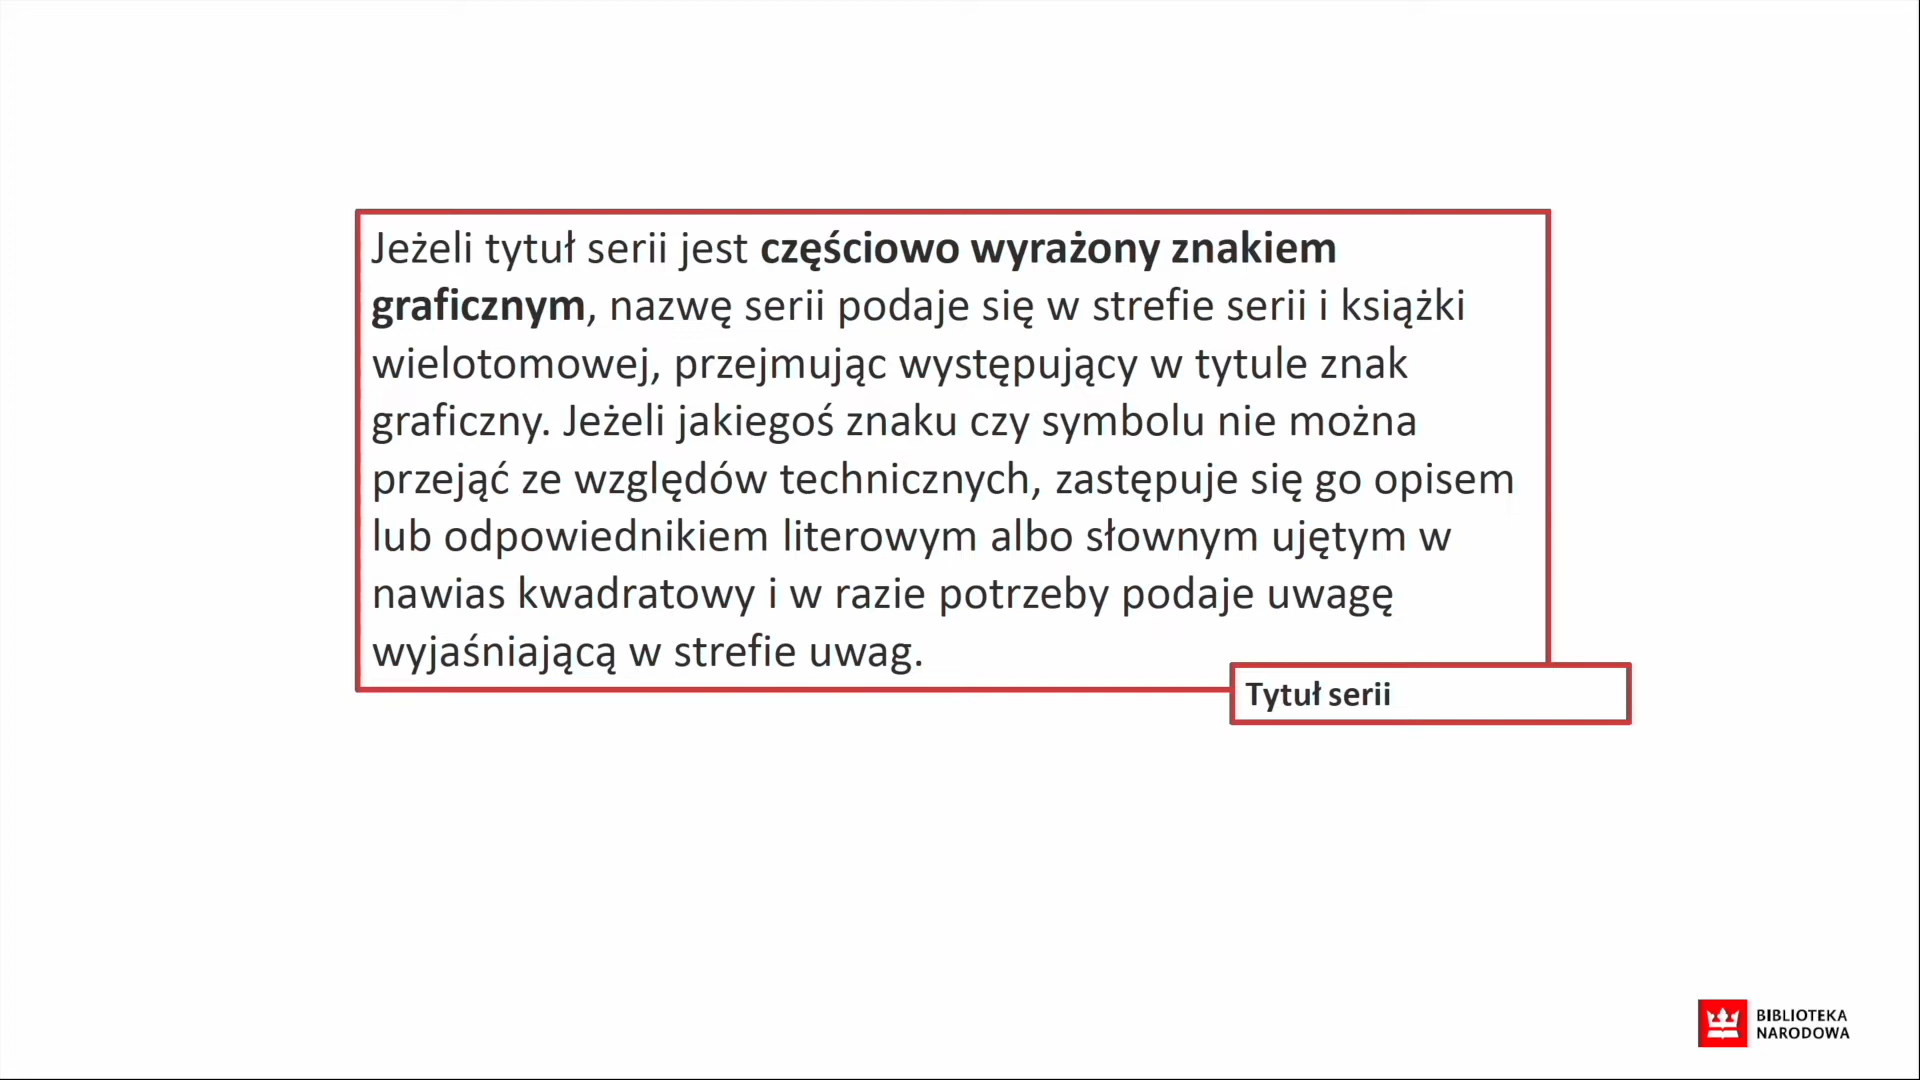 Jeżeli tytuł serii jest częściowo wyrażony znakiem
graficznym, nazwę serii podaje się w strefie serii i książki
wielotomowej, przejmując występujący w tytule znak
graficzny. Jeżeli jakiegoś znaku czy symbolu nie można
przejąć ze względów technicznych, zastępuje się go opisem
lub odpowiednikiem literowym albo słownym ujętym w
nawias kwadratowy i w razie potrzeby podaje uwagę
wyjaśniającą w strefie uwag.
Tytuł serii
BIBLIOTEKA
NARODOWA